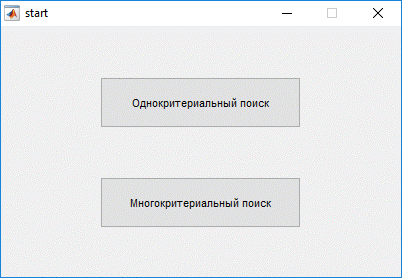 start
Однокритериальный поиск
Многокритериальный поиск